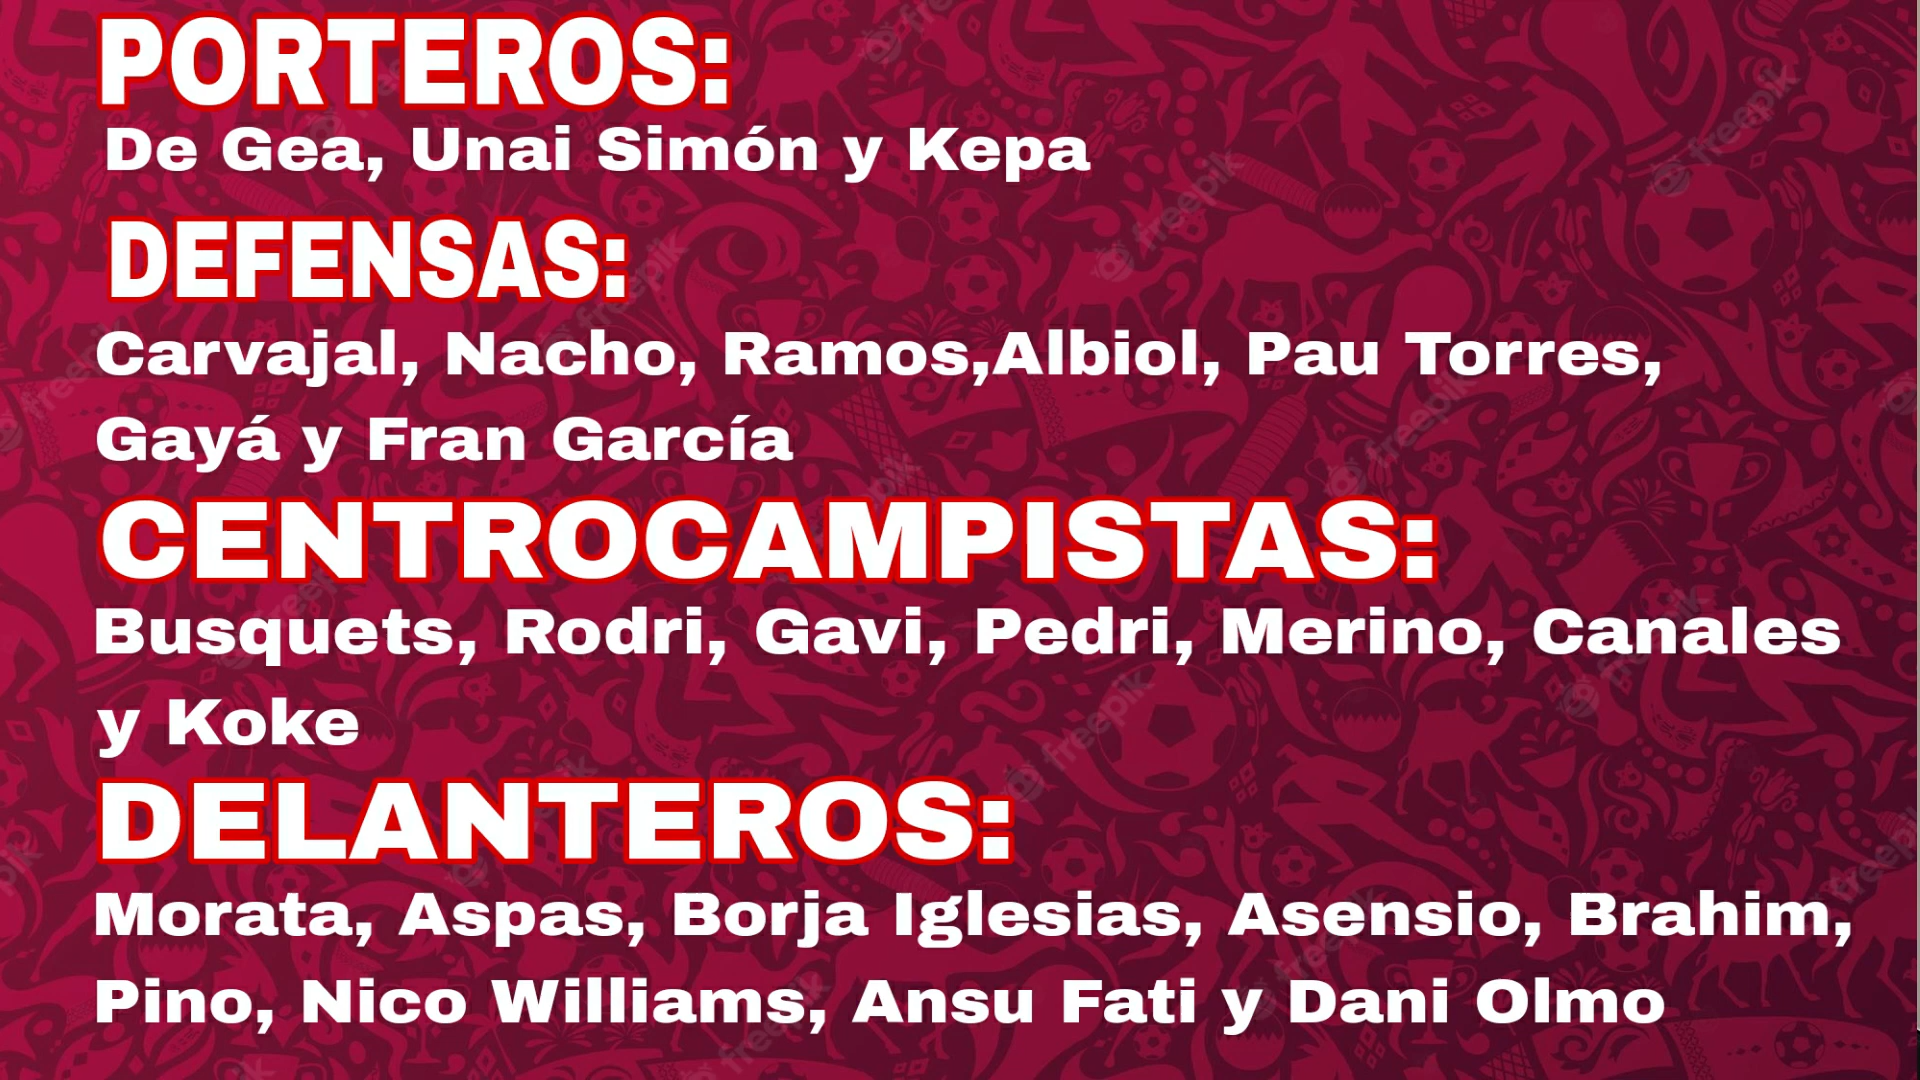 PORTEROS:
De Gea, Unai Simón y Kepa
DEFENSAS:
Carvajal, Nacho, Ramos,Albiol, Pau Torres,
Gayá y Fran García
CENTROCAMPISTAS:
Busquets, Rodri, Gavi, Pedri, Merino, Canales
y Koke
DELANTEROS:
Morata, Aspas, Borja Iglesias, Asensio, Brahim,
Pino, Nico Williams, Ansu Fati y Dani Olmo
freepik